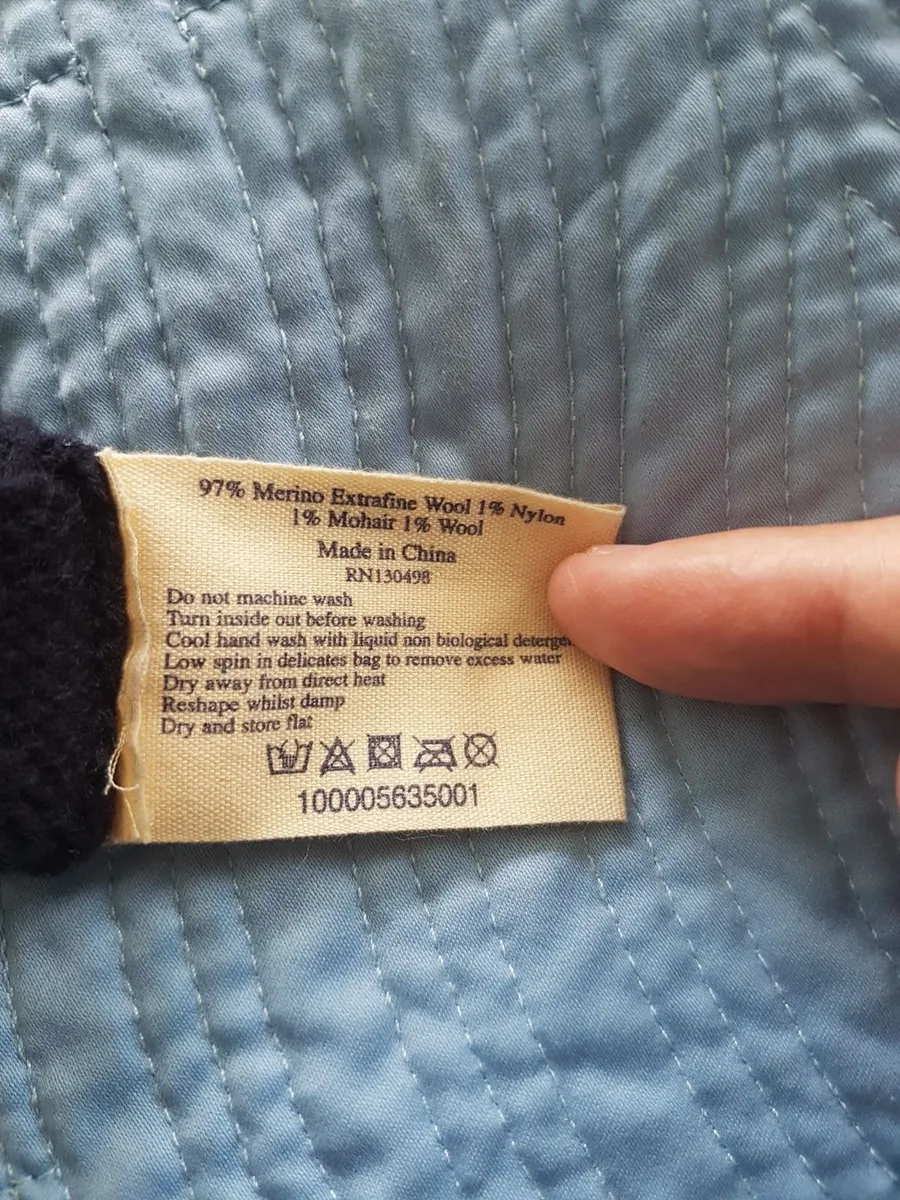 97% Merino Extrafine Wool 1% Nylon
1% Mohair 1% Wool
Made in China
RN130498
Do not machine wash
Turn inside out before washing
Cool hand wash with liquid non biological
Low spin in delicates bag to remove excess water
Dry away from direct heat
Reshape whilst damp
Dry and store flat
100005635001